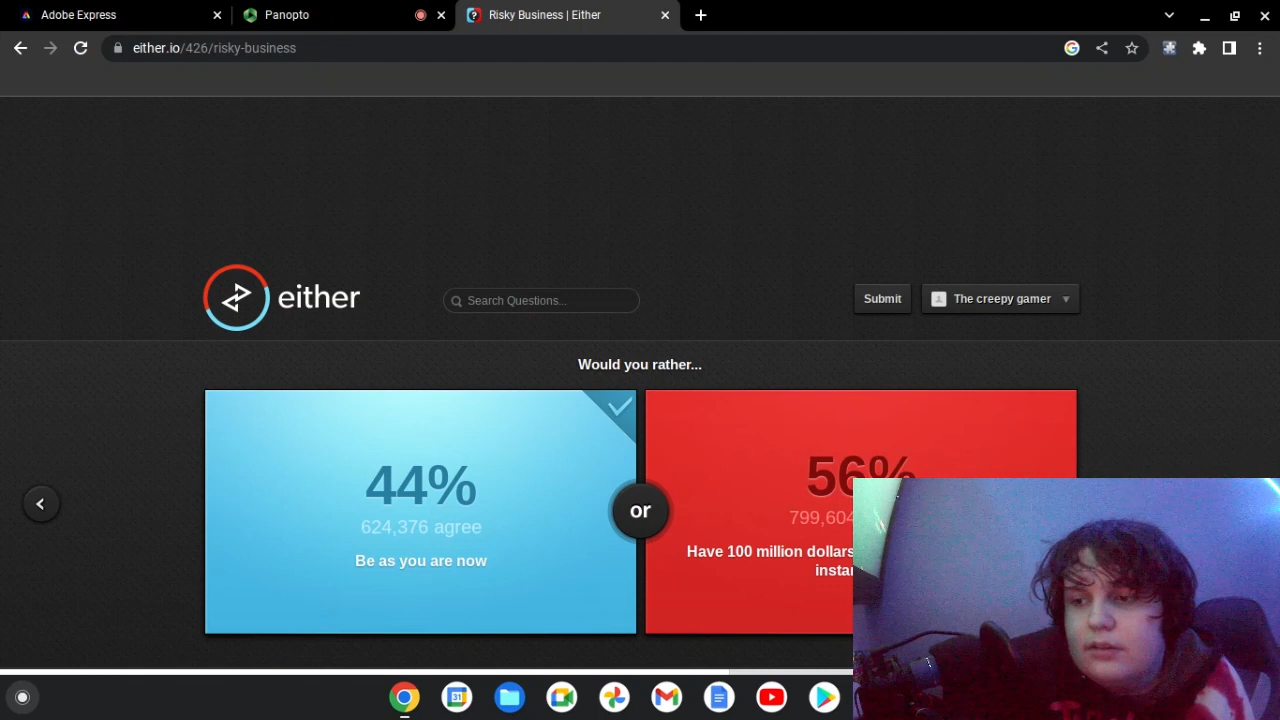 Adobe Express
Panopto
Risky Business | Either
either.io/426/risky-business
either
Search Questions...
Submit
The creepy gamer
Would you rather...
44%
624,376 agree
Be as you are now
or
56%
799,604
Have 100 million dollars
31